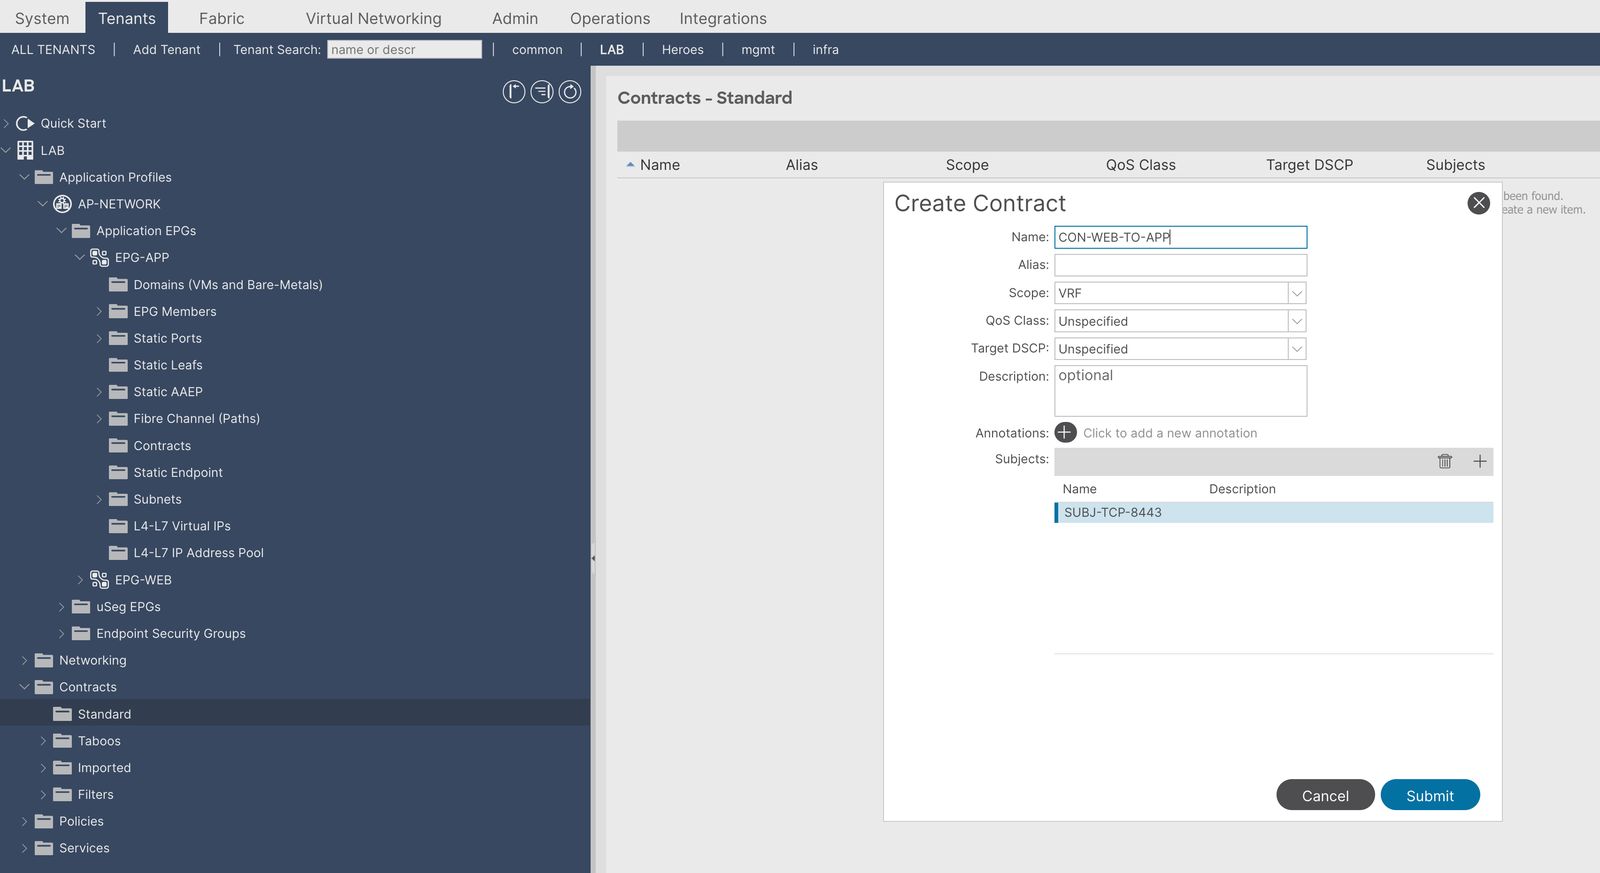 System Tenants Fabric Virtual Networking Admin Operations Integrations
ALL TENANTS | Add Tenant | Tenant Search: name or descr | common | LAB | Heroes | mgmt | infra
LAB
Quick Start
LAB
Application Profiles
AP-NETWORK
Application EPGs
EPG-APP
Domains (VMs and Bare-Metals)
EPG Members
Static Ports
Static Leafs
Static AAEP
Fibre Channel (Paths)
Contracts
Static Endpoint
Subnets
L4-L7 Virtual IPs
L4-L7 IP Address Pool
EPG-WEB
uSeg EPGs
Endpoint Security Groups
Networking
Contracts
Standard
Taboos
Imported
Filters
Policies
Services
Contracts - Standard
Name Alias Scope QoS Class Target DSCP Subjects
been found.
eate a new item.
Create Contract
Name: CON-WEB-TO-APP
Alias:
Scope: VRF
QoS Class: Unspecified
Target DSCP: Unspecified
Description: optional
Annotations: Click to add a new annotation
Subjects:
Name Description
SUBJ-TCP-8443
Cancel Submit